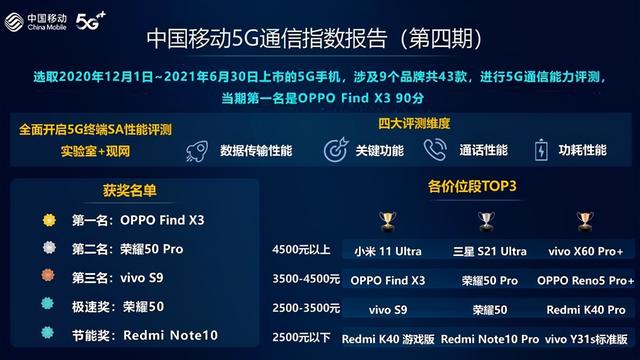 中国移动
China Mobile
5G+
中国移动5G通信指数报告（第四期）
选取2020年12月1日~2021年6月30日上市的5G手机，涉及9个品牌共43款，进行5G通信能力评测，
当期第一名是OPPO Find X3 90分
全面开启5G终端SA性能评测
实验室+现网
四大评测维度
数据传输性能
关键功能
通话性能
功耗性能
获奖名单
第一名：OPPO Find X3
第二名：荣耀50 Pro
第三名：vivo S9
极速奖：荣耀50
节能奖：Redmi Note10
各价位段TOP3
4500元以上 小米 11 Ultra 三星 S21 Ultra vivo X60 Pro+
3500-4500元 OPPO Find X3 荣耀50 Pro OPPO Reno5 Pro+
2500-3500元 vivo S9 荣耀50 Redmi K40 Pro
2500元以下 Redmi K40 游戏版 Redmi Note10 Pro vivo Y31s标准版